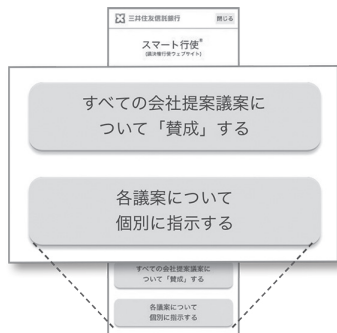 三井住友信託銀行
閉じる
スマート行使®
[議決権行使ウェブサイト]
すべての会社提案議案に
ついて「賛成」する
各議案について
個別に指示する
すべての会社提案議案に
ついて「賛成」する
各議案について
個別に指示する